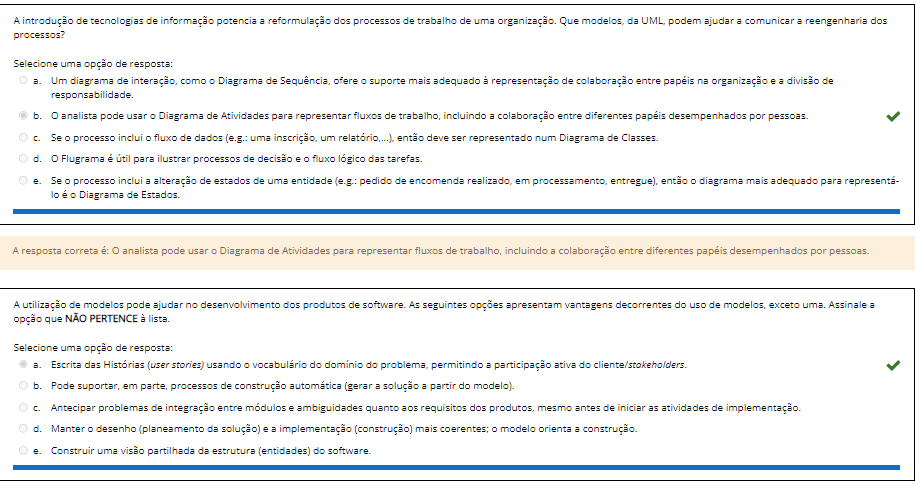 A introdução de tecnologias de informação potencia a reformulação dos processos de trabalho de uma organização. Que modelos, da UML, podem ajudar a comunicar a reengenharia dos
processos?
Selecione uma opção de resposta:
a. Um diagrama de interação, como o Diagrama de Sequência, ofere o suporte mais adequado à representação de colaboração entre papéis na organização e a divisão de
responsabilidade.
b. O analista pode usar o Diagrama de Atividades para representar fluxos de trabalho, incluindo a colaboração entre diferentes papéis desempenhados por pessoas.
c. Se o processo inclui o fluxo de dados (e.g.: uma inscrição, um relatório,...), então deve ser representado num Diagrama de Classes.
d. O Flugrama é útil para ilustrar processos de decisão e o fluxo lógico das tarefas.
e. Se o processo inclui a alteração de estados de uma entidade (e.g.: pedido de encomenda realizado, em processamento, entregue), então o diagrama mais adequado para representá-
lo é o Diagrama de Estados.
A resposta correta é: O analista pode usar o Diagrama de Atividades para representar fluxos de trabalho, incluindo a colaboração entre diferentes papéis desempenhados por pessoas.
A utilização de modelos pode ajudar no desenvolvimento dos produtos de software. As seguintes opções apresentam vantagens decorrentes do uso de modelos, exceto uma. Assinale a
opção que NÃO PERTENCE à lista.
Selecione uma opção de resposta:
a. Escrita das Histórias (user stories) usando o vocabulário do domínio do problema, permitindo a participação ativa do cliente/stakeholders.
b. Pode suportar, em parte, processos de construção automática (gerar a solução a partir do modelo).
c. Antecipar problemas de integração entre módulos e ambiguidades quanto aos requisitos dos produtos, mesmo antes de iniciar as atividades de implementação.
d. Manter o desenho (planeamento da solução) e a implementação (construção) mais coerentes; o modelo orienta a construção.
e. Construir uma visão partilhada da estrutura (entidades) do software.